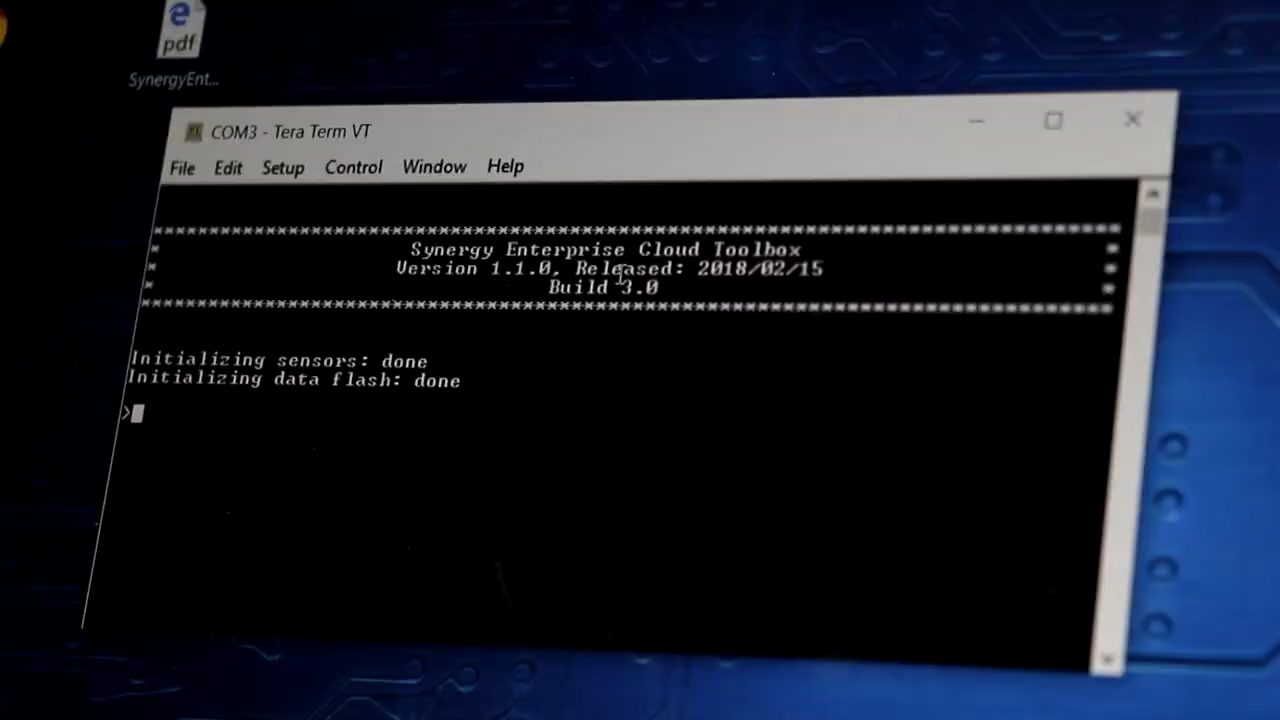 pdf
SynergyEnt...
COM3 - Tera Term VT
File Edit Setup Control Window Help
********************************************************************************
* Synergy Enterprise Cloud Toolbox *
* Version 1.1.0, Released: 2018/02/15 *
* Build 3.0 *
********************************************************************************
Initializing sensors: done
Initializing data flash: done
>